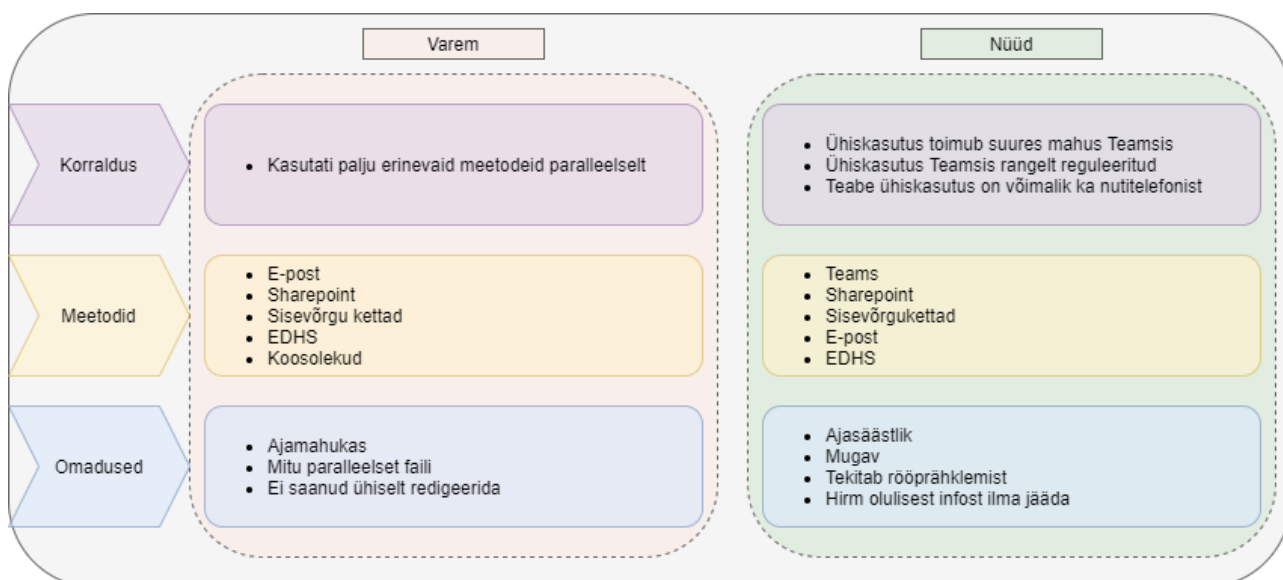 Varem
Nüüd
Korraldus
Kasutati palju erinevaid meetodeid paralleelselt
Ühiskasutus toimub suures mahus Teamsis
Ühiskasutus Teamsis rangelt reguleeritud
Teabe ühiskasutus on võimalik ka nutitelefonist
Meetodid
E-post
Sharepoint
Sisevõrgu kettad
EDHS
Koosolekud
Teams
Sharepoint
Sisevõrgukettad
E-post
EDHS
Omadused
Ajamahukas
Mitu paralleelset faili
Ei saanud ühiselt redigeerida
Ajasäästlik
Mugav
Tekitab rööprähklemist
Hirm olulisest infost ilma jääda